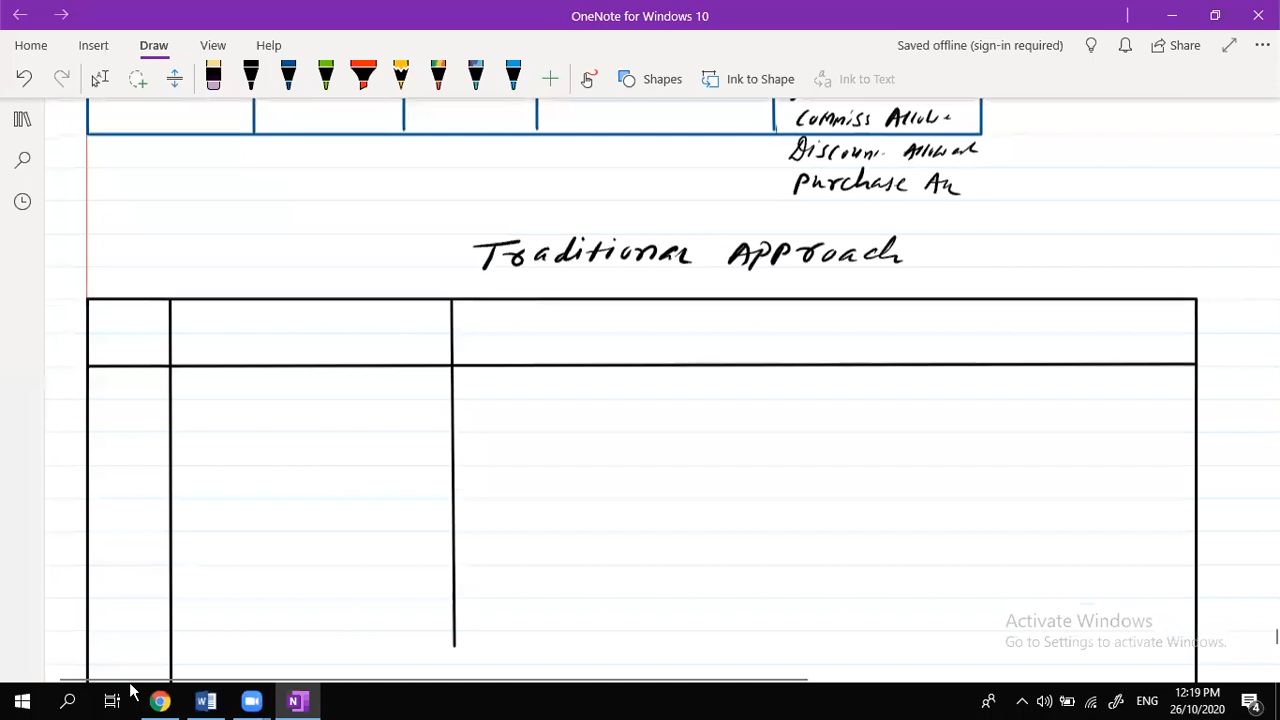 OneNote for Windows 10
Home Insert Draw View Help Saved offline (sign-in required) Share
Shapes Ink to Shape Ink to Text
Commiss Allow
Discoun. Allowed
Purchase
Traditional Approach
Activate Windows
Go to Settings to activate Windows.
ENG 12:19 PM
26/10/2020 4